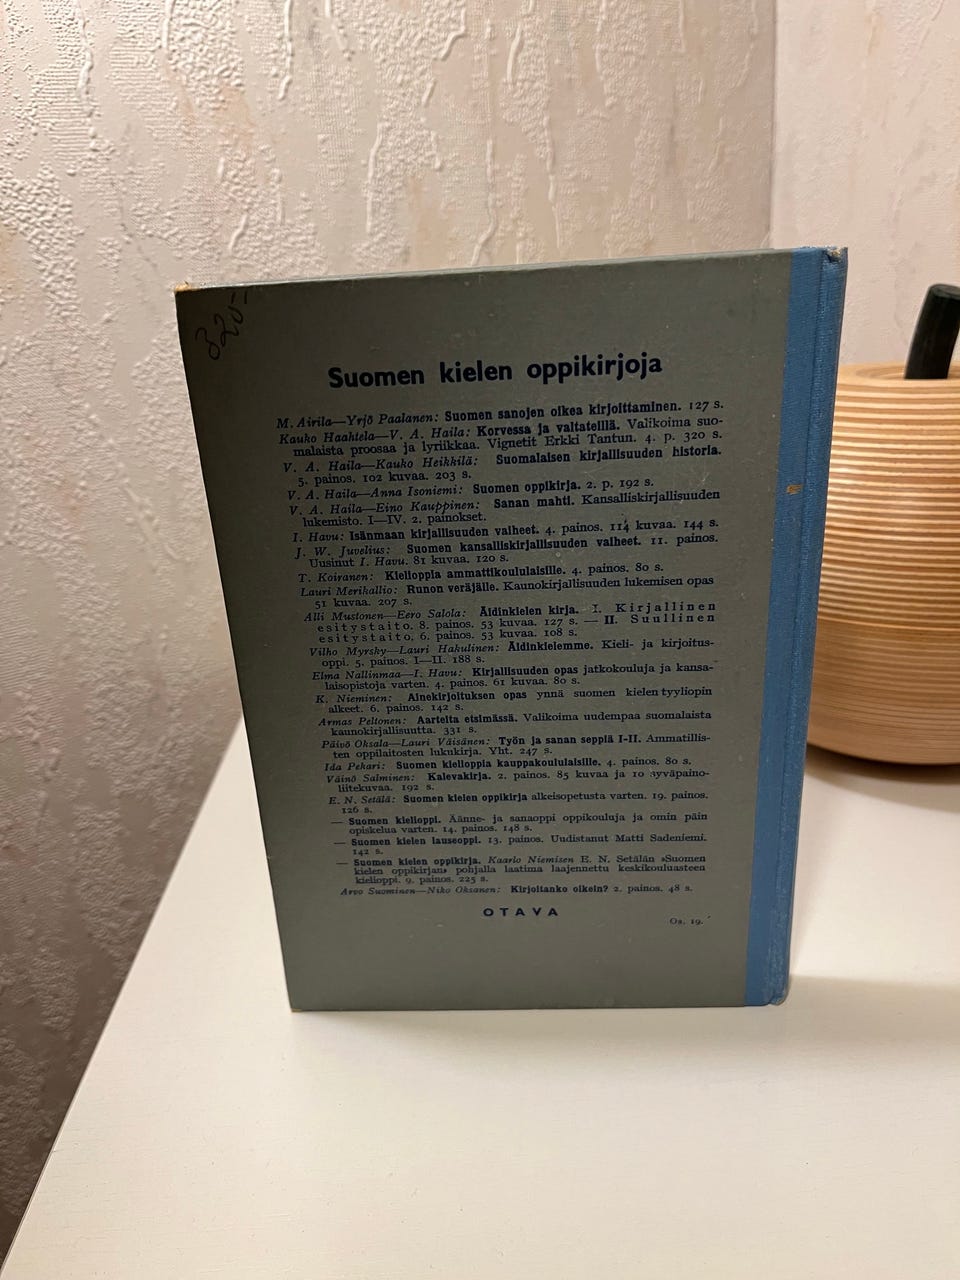 320:-
Suomen kielen oppikirjoja
M. Airila—Yrjö Paalanen: Suomen sanojen oikea kirjoittaminen. 127 s.
Kauko Haahtela—V. A. Haila: Korvessa ja valtateillä. Valikoima suo-
malaista proosaa ja lyriikkaa. Vignetit Erkki Tantun. 4. p. 320 s.
V. A. Haila—Kauko Heikkilä: Suomalaisen kirjallisuuden historia.
5. painos. 102 kuvaa. 203 s.
V. A. Haila—Anna Isoniemi: Suomen oppikirja. 2. p. 192 s.
V. A. Haila—Eino Kauppinen: Sanan mahti. Kansalliskirjallisuuden
lukemisto. I—IV. 2. painokset.
I. Havu: Isänmaan kirjallisuuden vaiheet. 4. painos. 114 kuvaa. 144 s.
J. W. Juvelius: Suomen kansalliskirjallisuuden vaiheet. 11. painos.
Uusinut I. Havu. 81 kuvaa. 120 s.
T. Koiranen: Kielioppia ammattikoululaisille. 4. painos. 80 s.
Lauri Merikallio: Runon veräjälle. Kaunokirjallisuuden lukemisen opas
51 kuvaa. 207 s.
Alli Mustonen—Eero Salola: Äidinkielen kirja. I. Kirjallinen
esitystaito. 8. painos. 53 kuvaa. 127 s. — II. Suullinen
esitystaito. 6. painos. 53 kuvaa. 108 s.
Vilho Myrsky—Lauri Hakulinen: Äidinkielemme. Kieli- ja kirjoitus-
oppi. 5. painos. I—II. 188 s.
Elma Nallinmaa—I. Havu: Kirjallisuuden opas jatkokouluja ja kansa-
laisopistoja varten. 4. painos. 61 kuvaa. 80 s.
K. Nieminen: Ainekirjoituksen opas ynnä suomen kielen tyyliopin
alkeet. 6. painos. 142 s.
Armas Peltonen: Aarteita etsimässä. Valikoima uudempaa suomalaista
kaunokirjallisuutta. 331 s.
Päivö Oksala—Lauri Väisänen: Työn ja sanan seppiä I-II. Ammatillis-
ten oppilaitosten lukukirja. Yht. 247 s.
Ida Pekari: Suomen kielioppia kauppakoululaisille. 4. painos. 80 s.
Väinö Salminen: Kalevakirja. 2. painos. 85 kuvaa ja 10 syväpaino-
liitekuvaa. 192 s.
E. N. Setälä: Suomen kielen oppikirja alkeisopetusta varten. 19. painos.
126 s.
— Suomen kielioppi. Äänne- ja sanaoppi oppikouluja ja omin päin
opiskelua varten. 14. painos. 148 s.
— Suomen kielen lauseoppi. 13. painos. Uudistanut Matti Sadeniemi.
142 s.
— Suomen kielen oppikirja. Kaarlo Niemisen E. N. Setälän »Suomen
kielen oppikirjan» pohjalla laatima laajennettu keskikouluasteen
kielioppi. 9. painos. 225 s.
Arvo Suominen—Niko Oksanen: Kirjoitanko oikein? 2. painos. 48 s.
OTAVA
Os. 19.